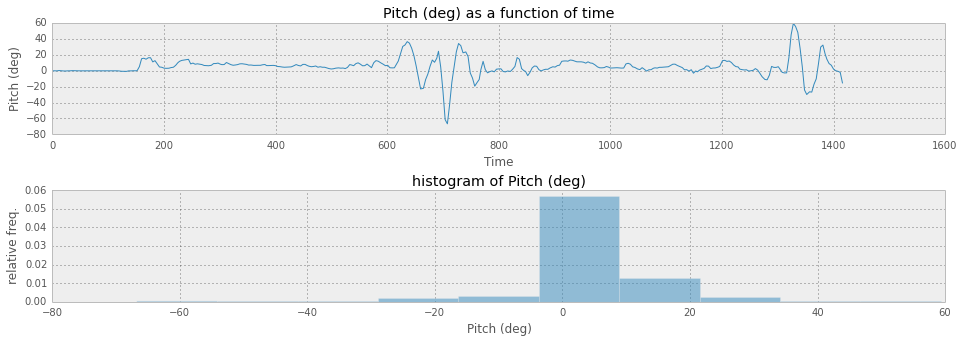 Pitch (deg) as a function of time
Pitch (deg)
60
40
20
0
−20
−40
−60
−80
0 200 400 600 800 1000 1200 1400 1600
Time
histogram of Pitch (deg)
relative freq.
0.06
0.05
0.04
0.03
0.02
0.01
0.00
−80 −60 −40 −20 0 20 40 60
Pitch (deg)